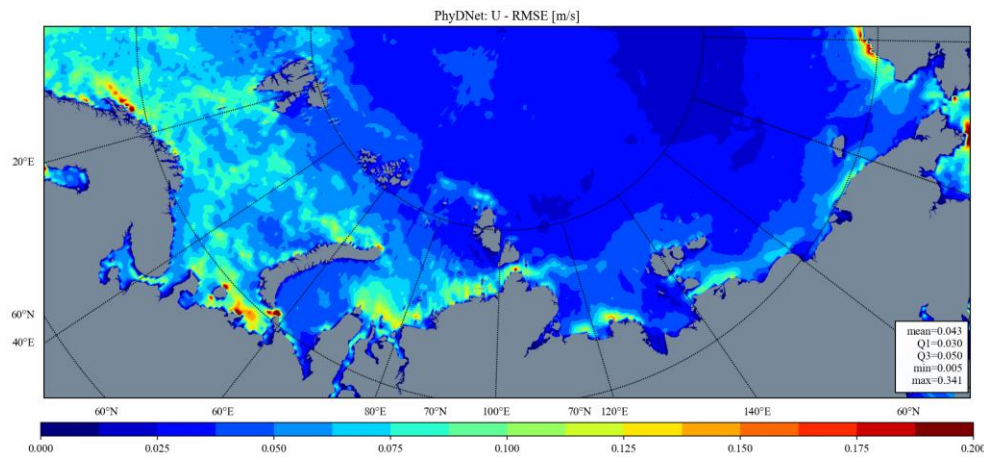 PhyDNet: U - RMSE [m/s]
20°E
60°N
40°E
mean=0.043
Q1=0.030
Q3=0.050
min=0.005
max=0.341
60°N 60°E 80°E 70°N 100°E 70°N 120°E 140°E 60°N
0.000 0.025 0.050 0.075 0.100 0.125 0.150 0.175 0.200